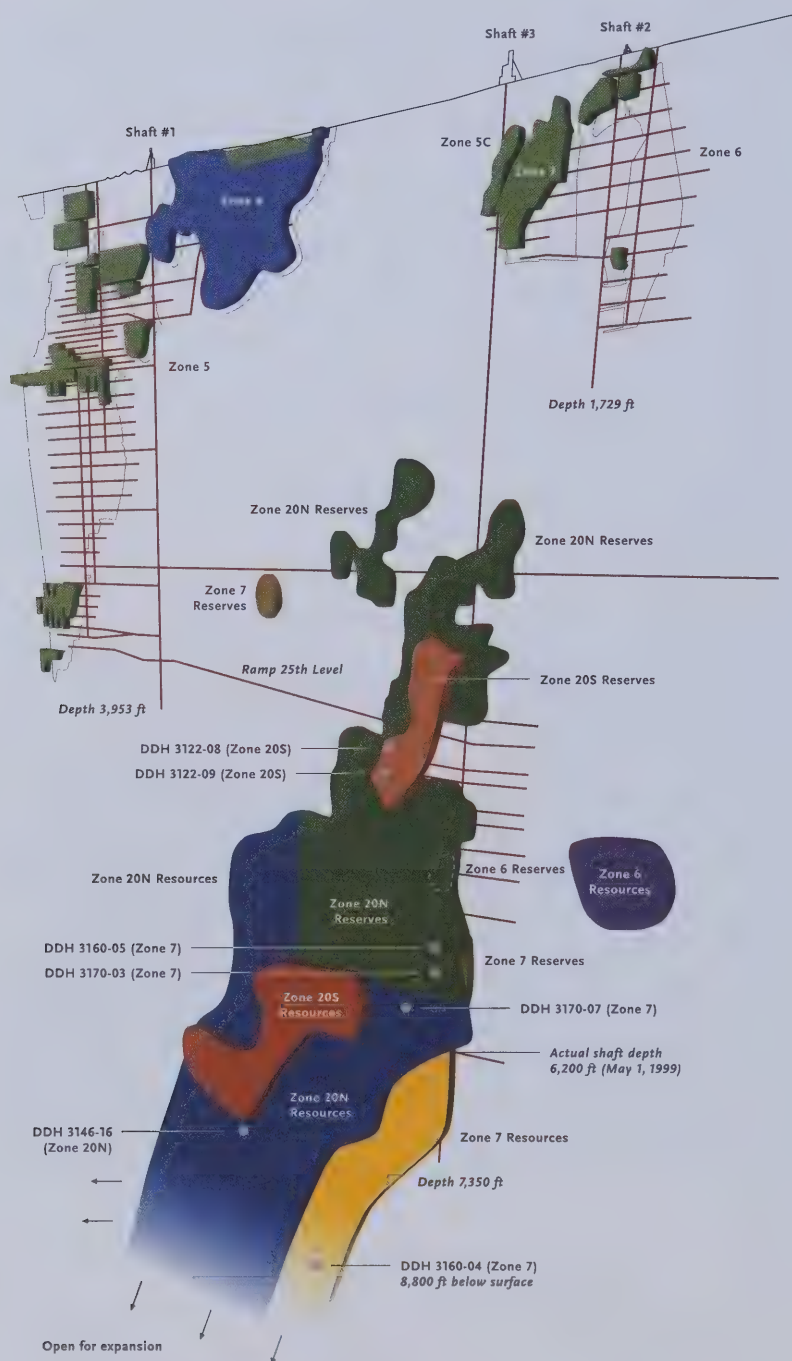 Shaft #3
Shaft #2
Shaft #1
Zone 5C
Zone
Zone 6
Zone
Zone 5
Depth 1,729 ft
Zone 20N Reserves
Zone 20N Reserves
Zone 7
Reserves
Ramp 25th Level
Zone 20S Reserves
Depth 3,953 ft
DDH 3122-08 (Zone 20S)
DDH 3122-09 (Zone 20S)
Zone 20N Resources
Zone 6 Reserves
Zone 6
Resources
Zone 20N
Reserves
DDH 3160-05 (Zone 7)
DDH 3170-03 (Zone 7)
Zone 7 Reserves
Zone 20S
Resources
DDH 3170-07 (Zone 7)
Actual shaft depth
6,200 ft (May 1, 1999)
Zone 20N
Resources
DDH 3146-16
(Zone 20N)
Zone 7 Resources
Depth 7,350 ft
DDH 3160-04 (Zone 7)
8,800 ft below surface
Open for expansion